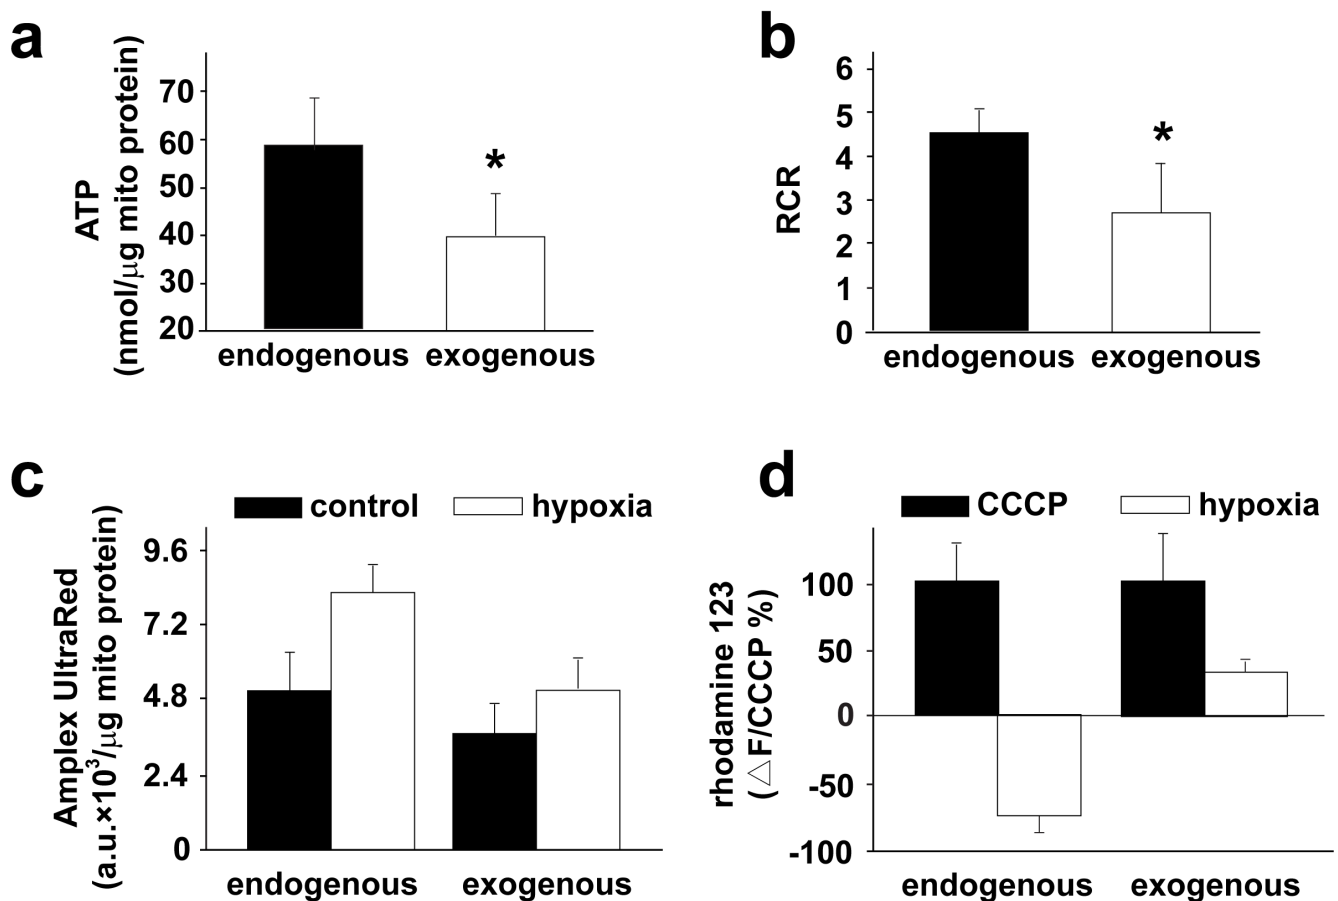 a
ATP
(nmol/μg mito protein)
70
60
50
40
30
20
*
endogenous exogenous
b
RCR
6
5
4
3
2
1
0
*
endogenous exogenous
c
control hypoxia
Amplex UltraRed
(a.u.×10³/μg mito protein)
9.6
7.2
4.8
2.4
0
endogenous exogenous
d
CCCP hypoxia
rhodamine 123
(△F/CCCP %)
100
50
0
-50
-100
endogenous exogenous